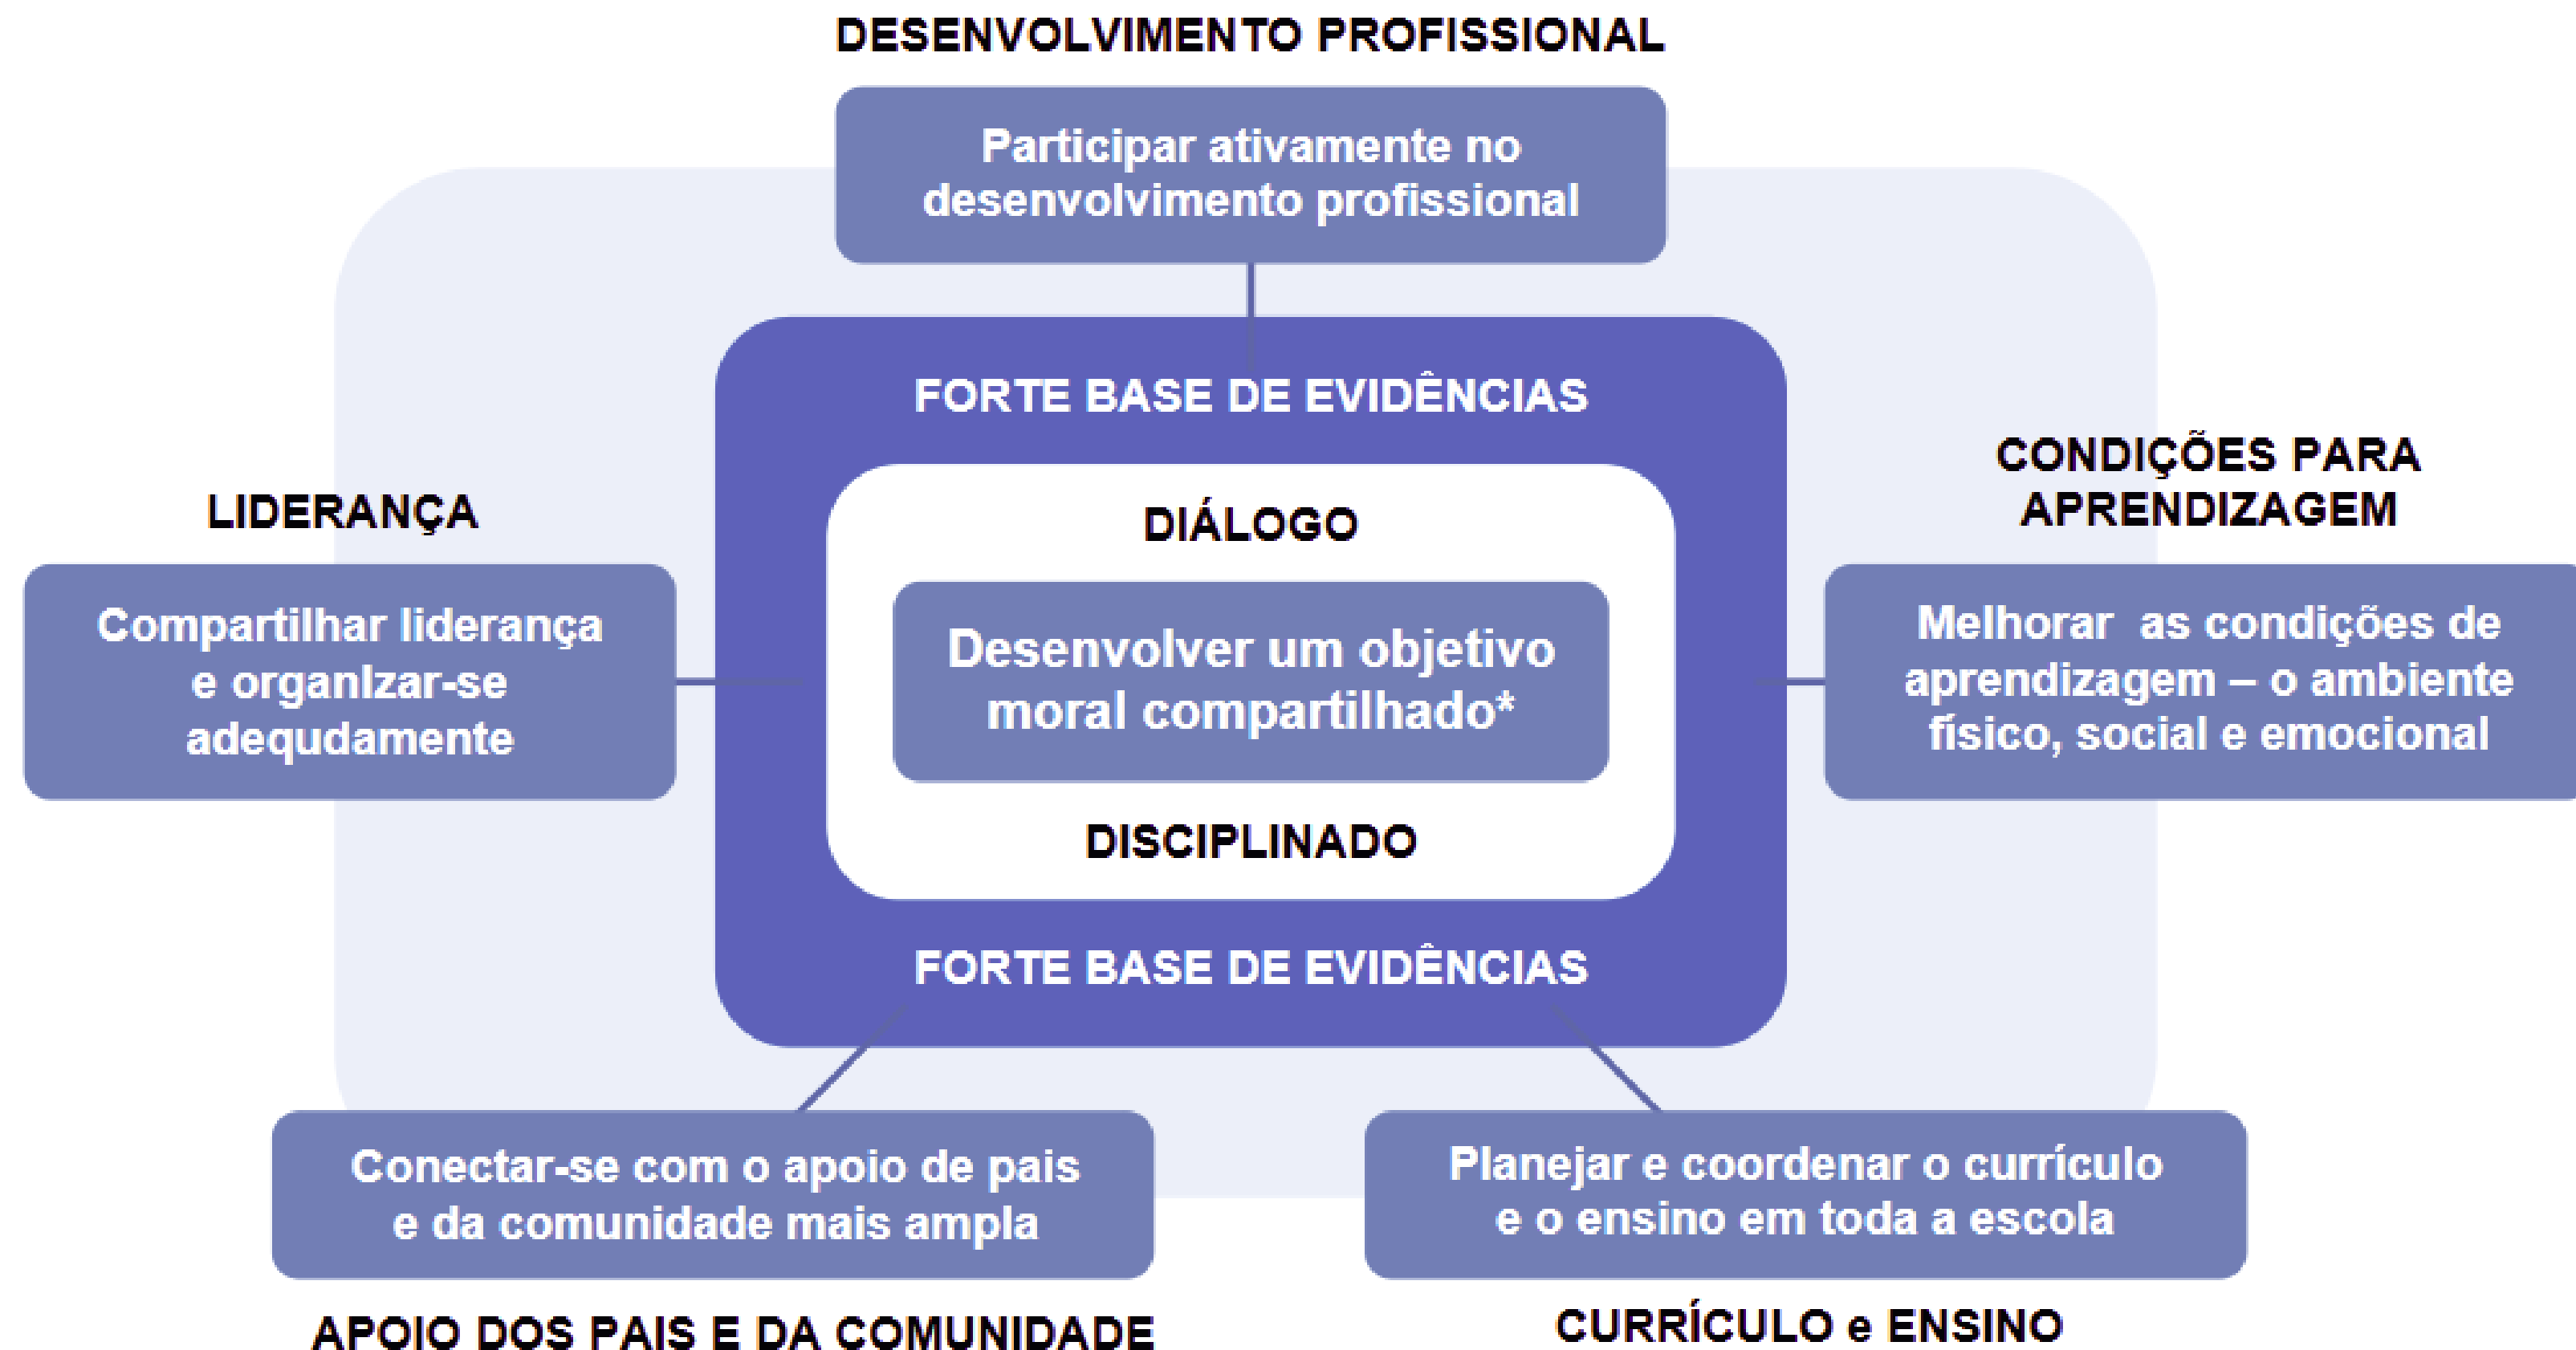 DESENVOLVIMENTO PROFISSIONAL
Participar ativamente no
desenvolvimento profissional
FORTE BASE DE EVIDÊNCIAS
LIDERANÇA
Compartilhar liderança
e organIzar-se
adequdamente
DIÁLOGO
Desenvolver um objetivo
moral compartilhado*
DISCIPLINADO
CONDIÇÕES PARA
APRENDIZAGEM
Melhorar as condições de
aprendizagem – o ambiente
físico, social e emocional
FORTE BASE DE EVIDÊNCIAS
Conectar-se com o apoio de pais
e da comunidade mais ampla
APOIO DOS PAIS E DA COMUNIDADE
Planejar e coordenar o currículo
e o ensino em toda a escola
CURRÍCULO e ENSINO